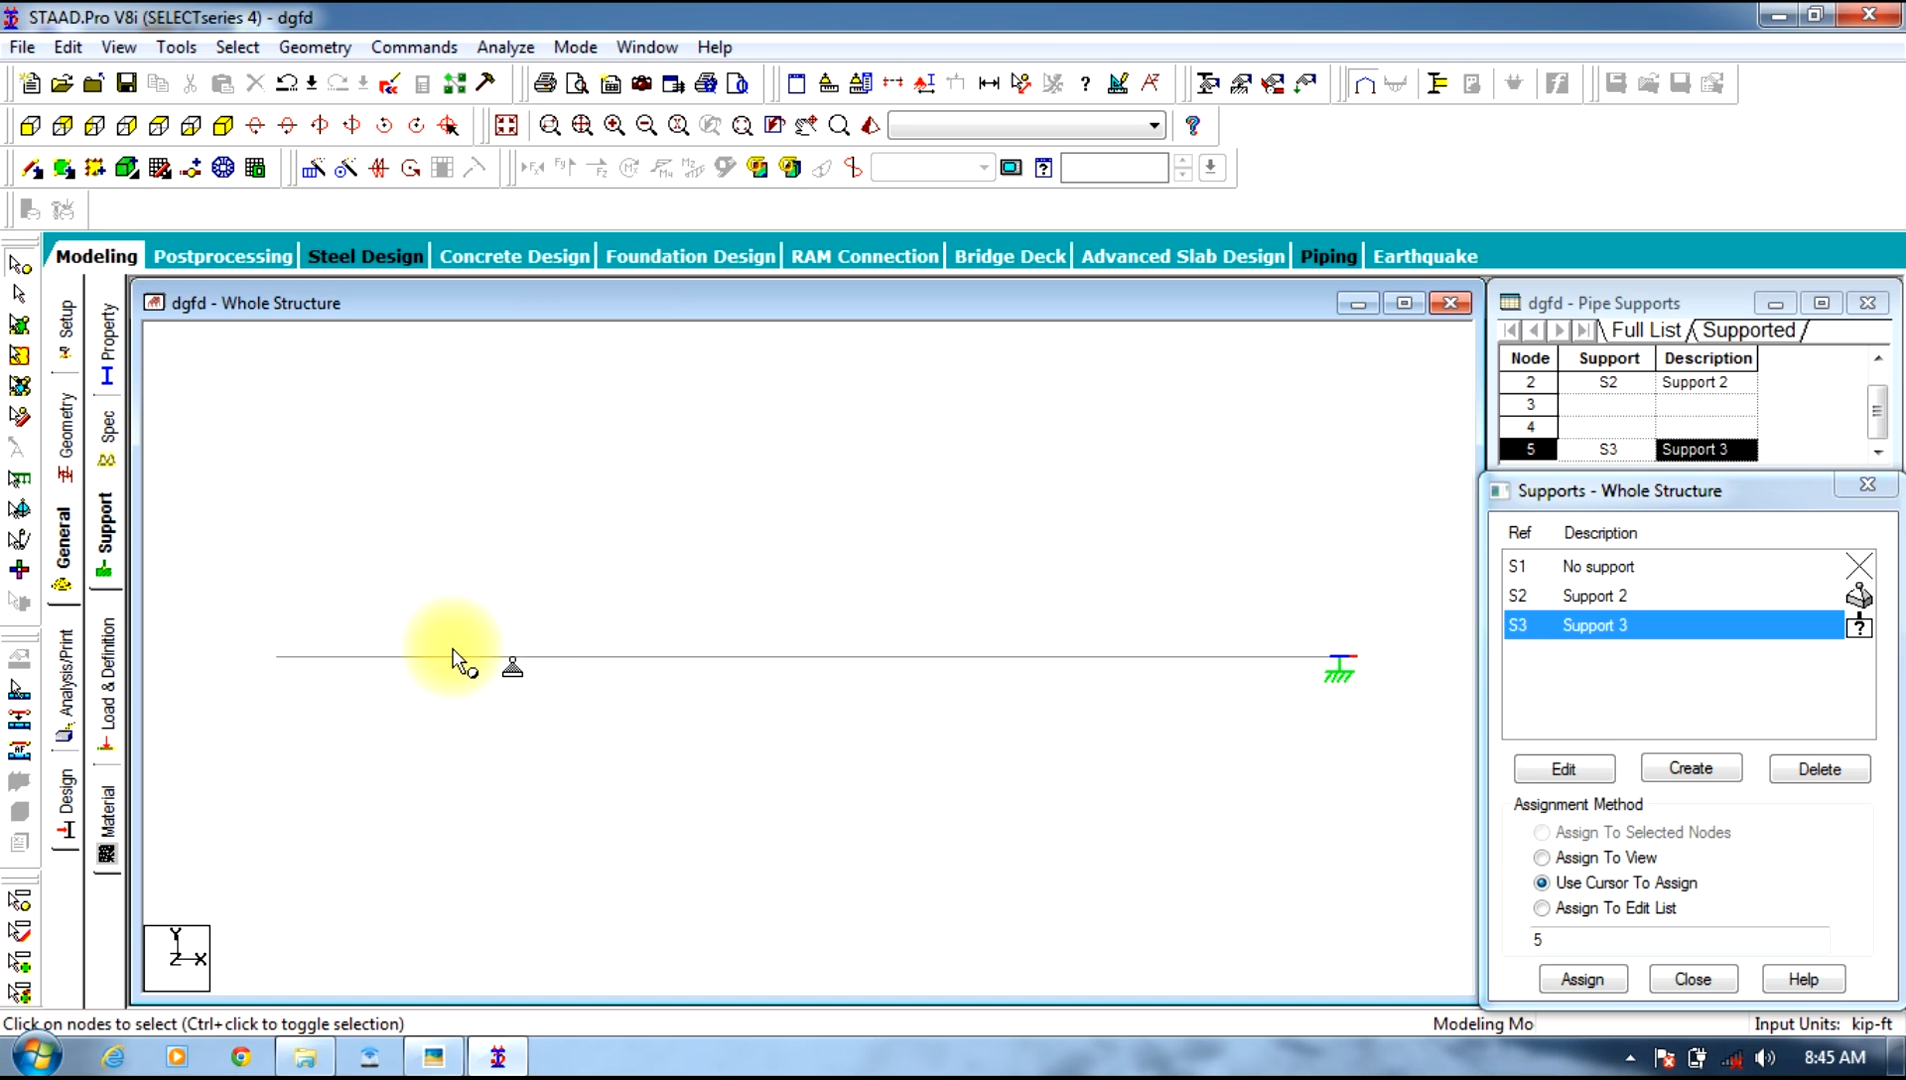 STAAD.Pro V8i (SELECTseries 4) - dgfd
File Edit View Tools Select Geometry Commands Analyze Mode Window Help
Modeling Postprocessing Steel Design Concrete Design Foundation Design RAM Connection Bridge Deck Advanced Slab Design Piping Earthquake
Setup
Geometry
General
Analysis/Print
Design
Property
Spec
Support
Load & Definition
Material
dgfd - Whole Structure
Y
Z X
dgfd - Pipe Supports
Full List Supported
Node Support Description
2 S2 Support 2
3
4
5 S3 Support 3
Supports - Whole Structure
Ref Description
S1 No support
S2 Support 2
S3 Support 3
Edit Create Delete
Assignment Method
Assign To Selected Nodes
Assign To View
Use Cursor To Assign
Assign To Edit List
5
Assign Close Help
Click on nodes to select (Ctrl+click to toggle selection)
Modeling Mo
Input Units: kip-ft
8:45 AM